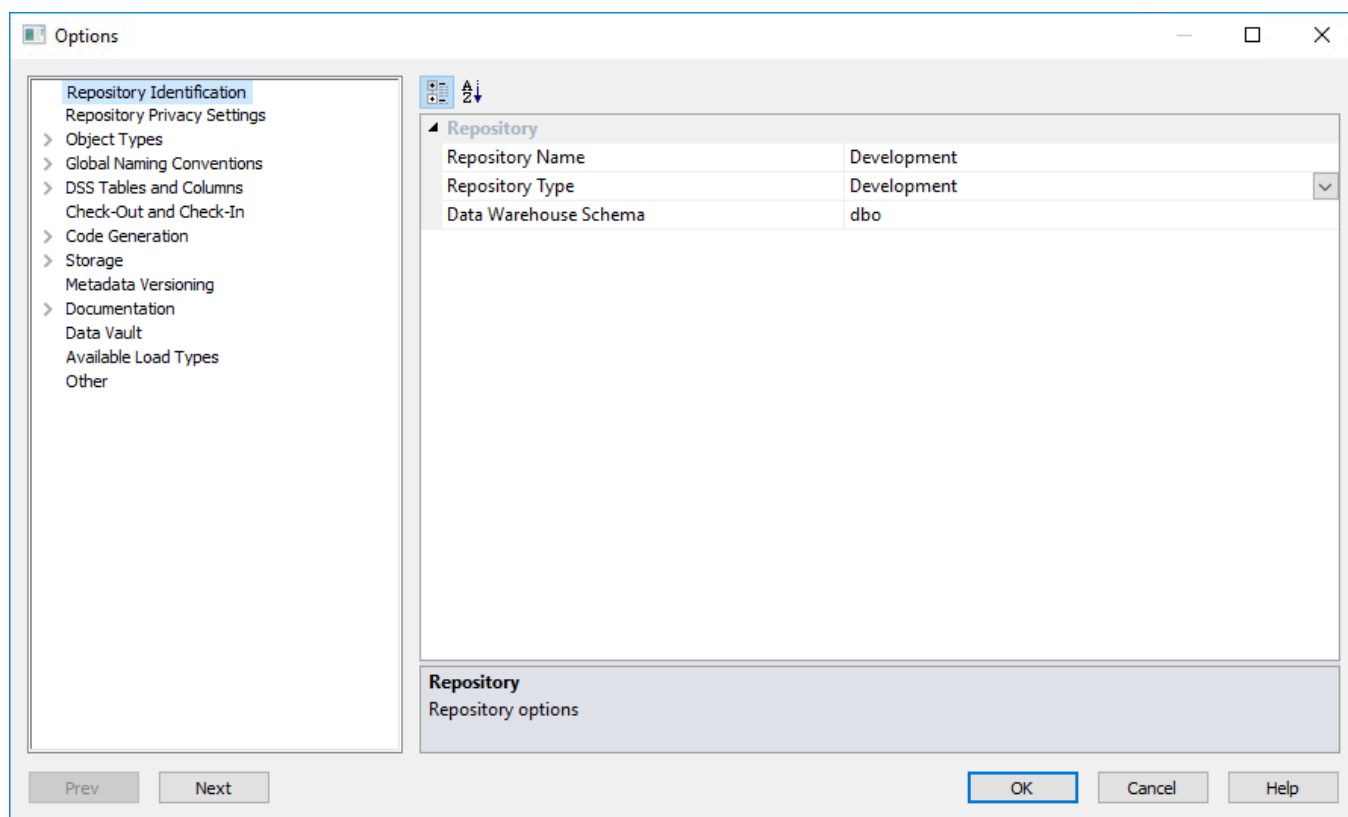 Options
Repository Identification
Repository Privacy Settings
Object Types
Global Naming Conventions
DSS Tables and Columns
Check-Out and Check-In
Code Generation
Storage
Metadata Versioning
Documentation
Data Vault
Available Load Types
Other
Repository
Repository Name Development
Repository Type Development
Data Warehouse Schema dbo
Repository
Repository options
Prev Next OK Cancel Help